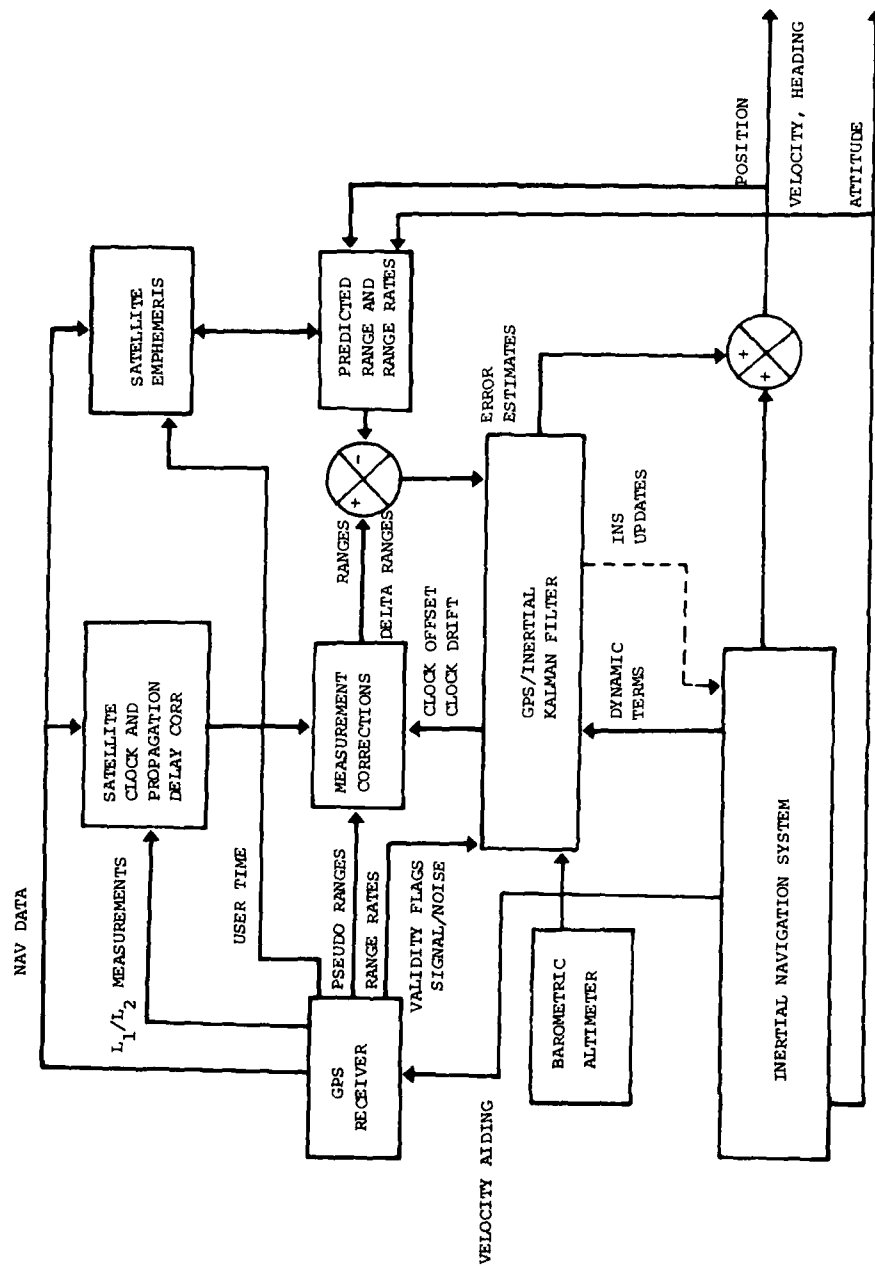 NAV DATA
L1/L2 MEASUREMENTS
USER TIME
SATELLITE
CLOCK AND
PROPAGATION
DELAY CORR
SATELLITE
EMPHEMERIS
GPS
RECEIVER
PSEUDO RANGES
RANGE RATES
VALIDITY FLAGS
SIGNAL/NOISE
MEASUREMENT
CORRECTIONS
RANGES
DELTA RANGES
+
-
PREDICTED
RANGE AND
RANGE RATES
CLOCK OFFSET
CLOCK DRIFT
VELOCITY AIDING
BAROMETRIC
ALTIMETER
GPS/INERTIAL
KALMAN FILTER
ERROR
ESTIMATES
DYNAMIC
TERMS
INS
UPDATES
INERTIAL NAVIGATION SYSTEM
+
+
POSITION
VELOCITY, HEADING
ATTITUDE